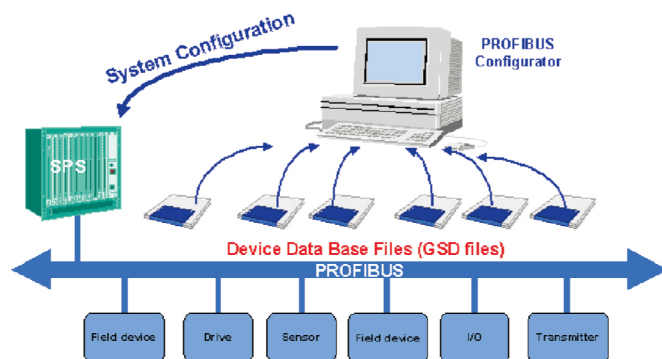 System Configuration
PROFIBUS
Configurator
SPS
Device Data Base Files (GSD files)
PROFIBUS
Field device
Drive
Sensor
Field device
I/O
Transmitter